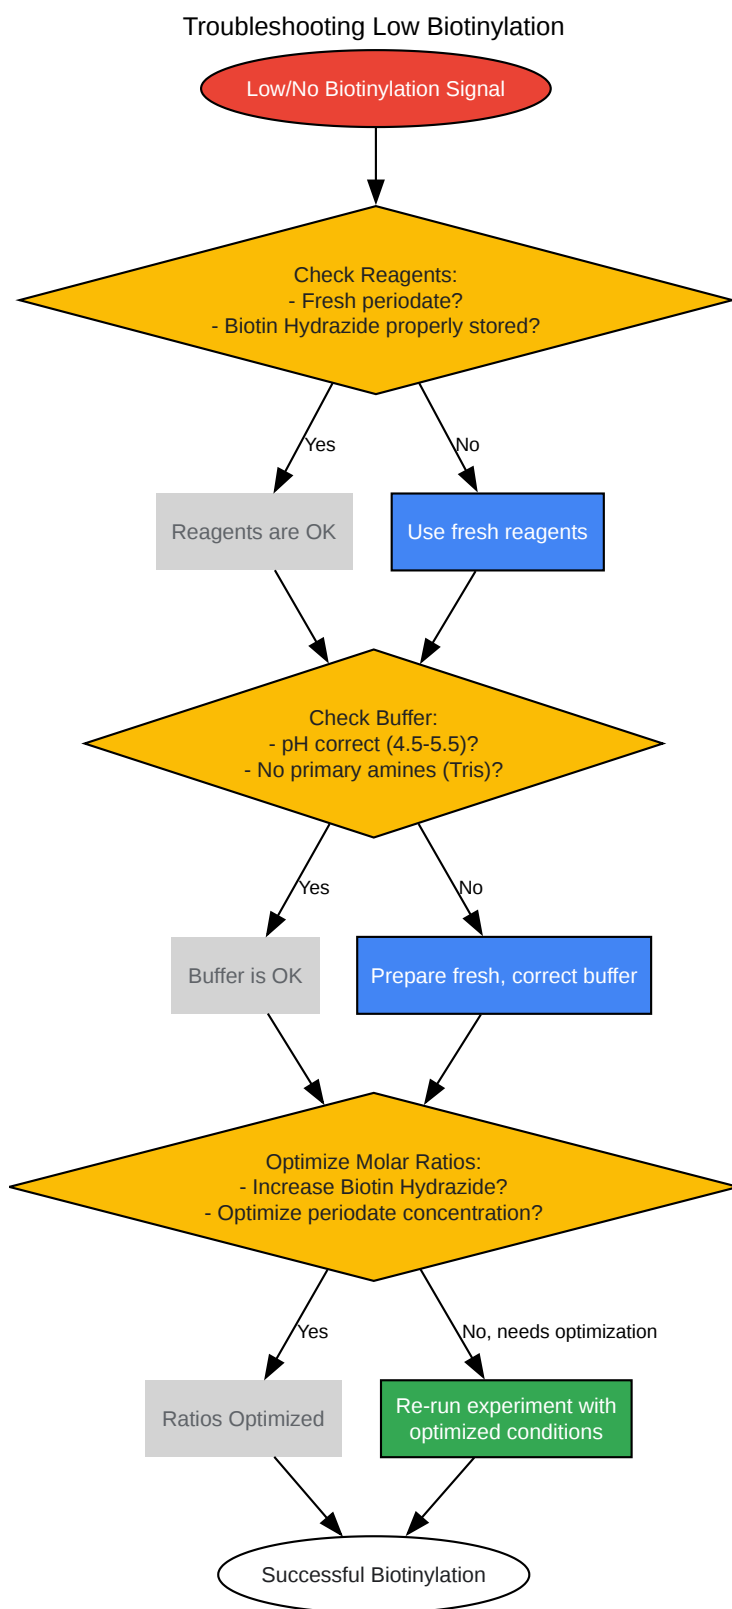 Troubleshooting Low Biotinylation
Low/No Biotinylation Signal
Check Reagents:
- Fresh periodate?
- Biotin Hydrazide properly stored?
Yes
No
Reagents are OK
Use fresh reagents
Check Buffer:
- pH correct (4.5-5.5)?
- No primary amines (Tris)?
Yes
No
Buffer is OK
Prepare fresh, correct buffer
Optimize Molar Ratios:
- Increase Biotin Hydrazide?
- Optimize periodate concentration?
Yes
No, needs optimization
Ratios Optimized
Re-run experiment with
optimized conditions
Successful Biotinylation